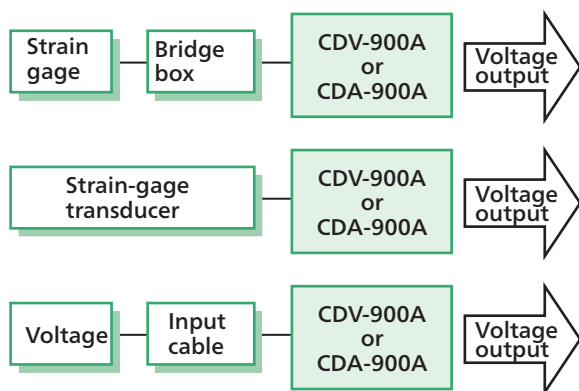 Strain
gage
Bridge
box
CDV-900A
or
CDA-900A
Voltage
output
Strain-gage
transducer
CDV-900A
or
CDA-900A
Voltage
output
Voltage
Input
cable
CDV-900A
or
CDA-900A
Voltage
output